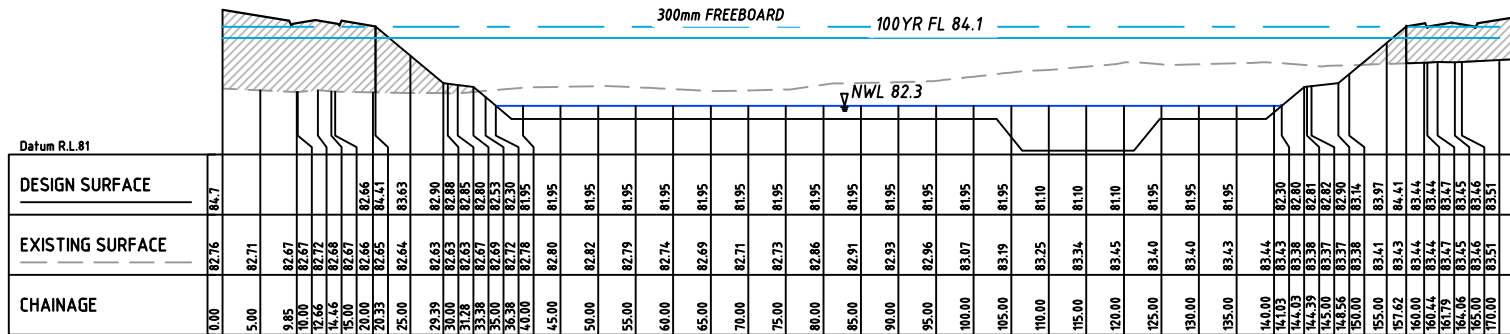 300mm FREEBOARD
100YR FL 84.1
NWL 82.3
Datum R.L.81
DESIGN SURFACE 84.7 82.66 84.41 83.63 82.90 82.88 82.85 82.80 82.53 82.30 81.95 81.95 81.95 81.95 81.95 81.95 81.95 81.95 81.95 81.95 81.95 81.95 81.95 81.95 81.10 81.10 81.10 81.95 81.95 81.95 82.30 82.80 82.81 82.82 82.90 83.14 83.97 84.41 83.44 83.44 83.47 83.45 83.46 83.51
EXISTING SURFACE 82.76 82.71 82.67 82.67 82.72 82.68 82.67 82.66 82.65 82.64 82.63 82.63 82.63 82.67 82.69 82.72 82.78 82.80 82.82 82.79 82.74 82.69 82.71 82.73 82.86 82.91 82.93 82.96 83.07 83.19 83.25 83.34 83.45 83.40 83.40 83.43 83.44 83.43 83.38 83.38 83.37 83.37 83.38 83.41 83.43 83.44 83.44 83.47 83.45 83.46 83.51
CHAINAGE 0.00 5.00 9.85 10.00 12.66 14.46 15.00 20.00 20.33 25.00 29.39 30.00 31.28 33.38 35.00 36.38 40.00 45.00 50.00 55.00 60.00 65.00 70.00 75.00 80.00 85.00 90.00 95.00 100.00 105.00 110.00 115.00 120.00 125.00 130.00 135.00 140.00 141.03 144.03 144.39 145.00 148.56 150.00 155.00 157.62 160.00 160.44 161.79 164.06 165.00 170.00